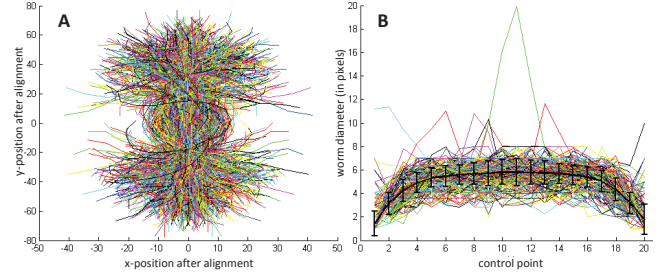 A
80
60
40
20
0
-20
-40
-60
-80
-50 -40 -30 -20 -10 0 10 20 30 40 50
y-position after alignment
x-position after alignment
B
20
18
16
14
12
10
8
6
4
2
0
0 2 4 6 8 10 12 14 16 18 20
worm diameter (in pixels)
control point